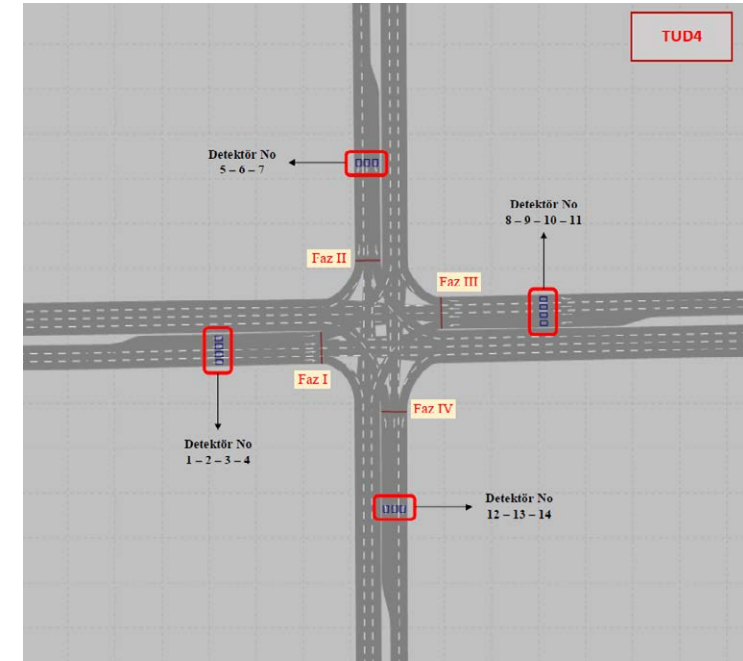 TUD4
Detektör No
5 – 6 – 7
Detektör No
8 – 9 – 10 – 11
Faz II
Faz III
Faz I
Faz IV
Detektör No
1 – 2 – 3 – 4
Detektör No
12 – 13 – 14